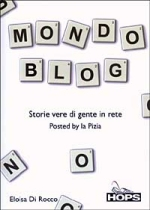 MONDO
BLOG
Storie vere di gente in rete
Posted by la Pizia
N
O
Eloisa Di Rocco
HOPS